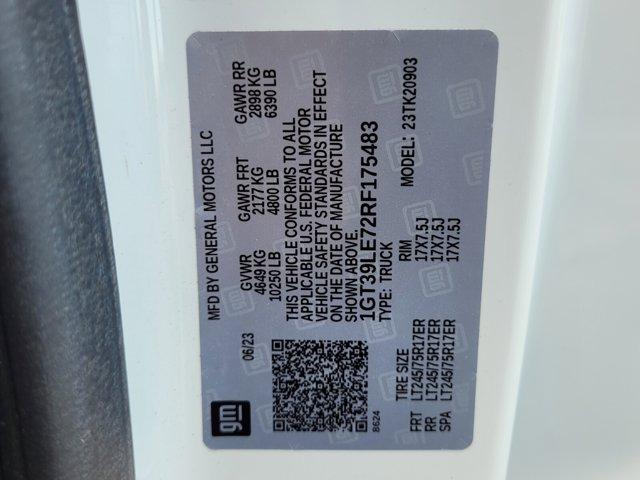 gm
MFD BY GENERAL MOTORS LLC
06/23
GVWR GAWR FRT GAWR RR
4649 KG 2177 KG 2898 KG
10250 LB 4800 LB 6390 LB
THIS VEHICLE CONFORMS TO ALL
APPLICABLE U.S. FEDERAL MOTOR
VEHICLE SAFETY STANDARDS IN EFFECT
ON THE DATE OF MANUFACTURE
SHOWN ABOVE.
1GT39LE72RF175483
8624 TYPE: TRUCK MODEL: 23TK20903
TIRE SIZE RIM
FRT LT245/75R17ER 17X7.5J
RR LT245/75R17ER 17X7.5J
SPA LT245/75R17ER 17X7.5J